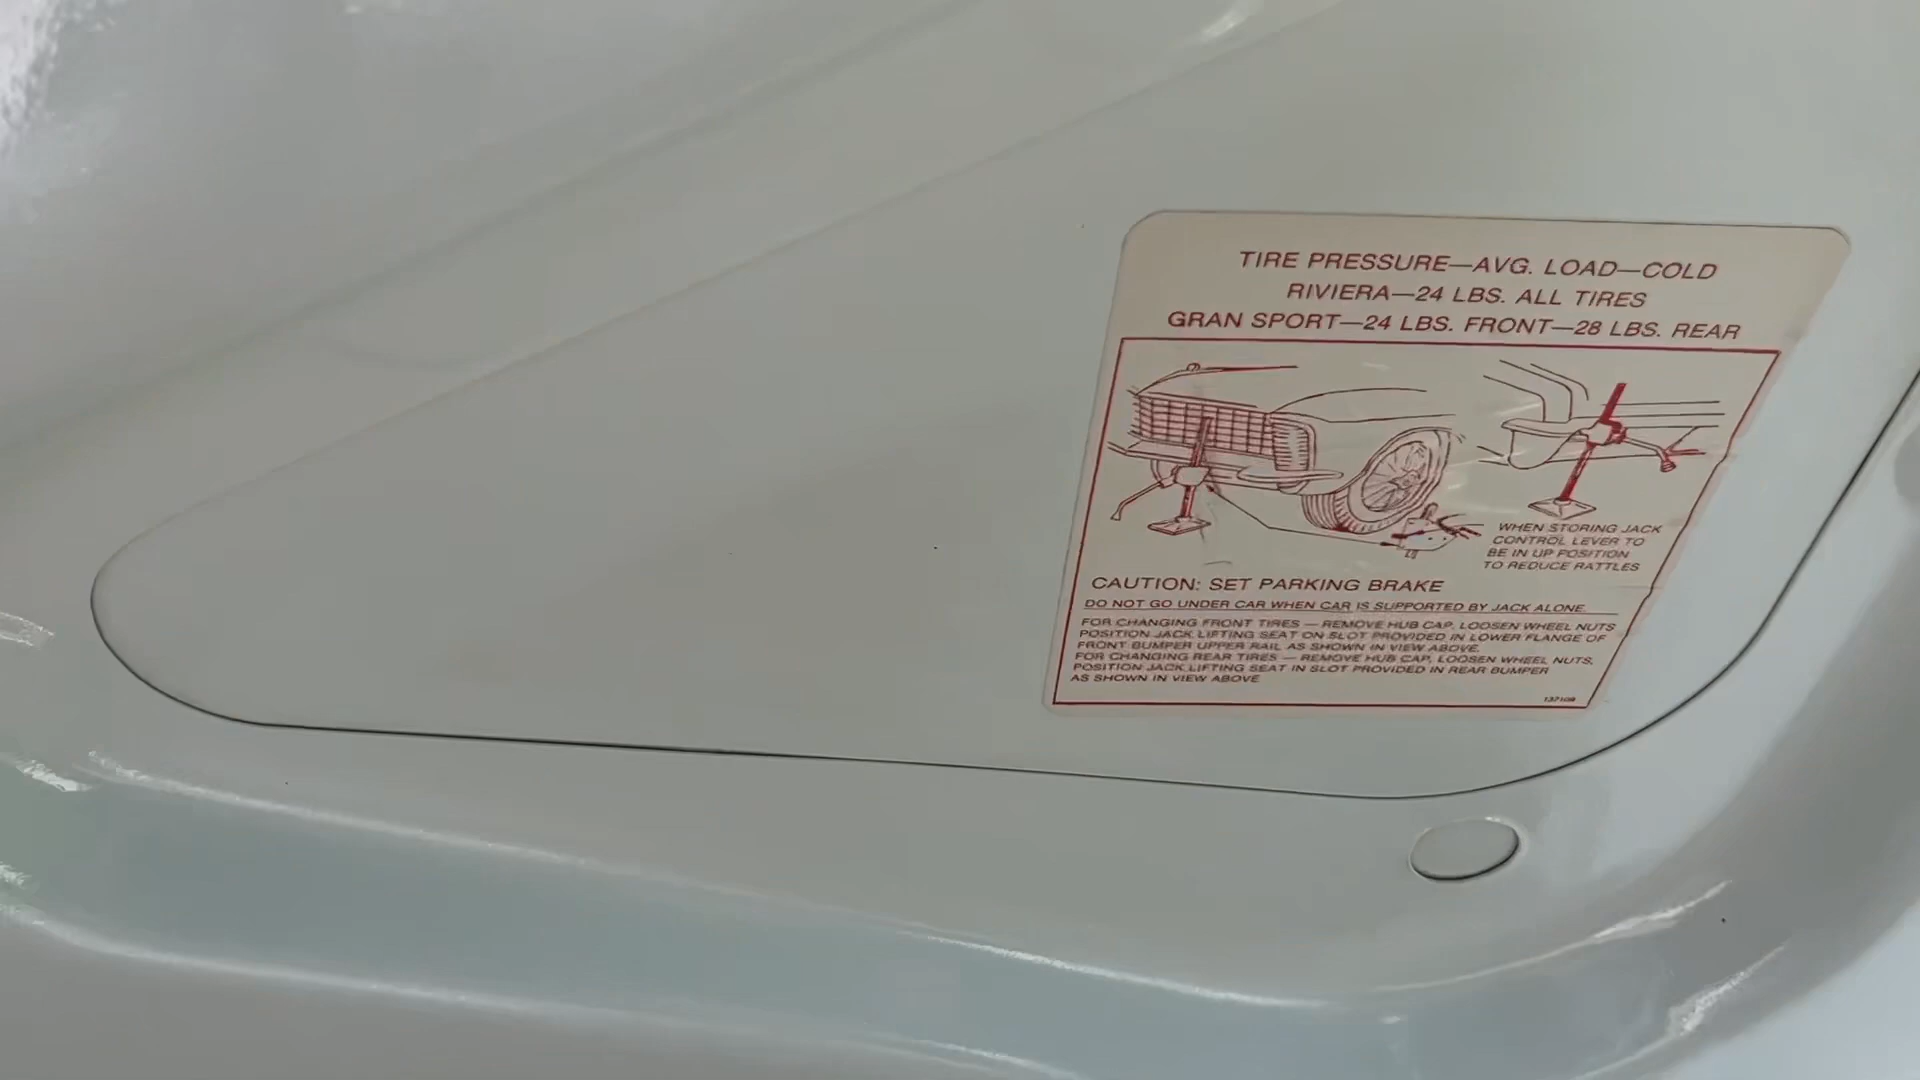 TIRE PRESSURE—AVG. LOAD—COLD
RIVIERA—24 LBS. ALL TIRES
GRAN SPORT—24 LBS. FRONT—28 LBS. REAR
WHEN STORING JACK
CONTROL LEVER TO
BE IN UP POSITION
TO REDUCE RATTLES
CAUTION: SET PARKING BRAKE
DO NOT GO UNDER CAR WHEN CAR IS SUPPORTED BY JACK ALONE.
FOR CHANGING FRONT TIRES — REMOVE HUB CAP, LOOSEN WHEEL NUTS
POSITION JACK LIFTING SEAT ON SLOT PROVIDED IN LOWER FLANGE OF
FRONT BUMPER UPPER RAIL AS SHOWN IN VIEW ABOVE.
FOR CHANGING REAR TIRES — REMOVE HUB CAP, LOOSEN WHEEL NUTS,
POSITION JACK LIFTING SEAT IN SLOT PROVIDED IN REAR BUMPER
AS SHOWN IN VIEW ABOVE